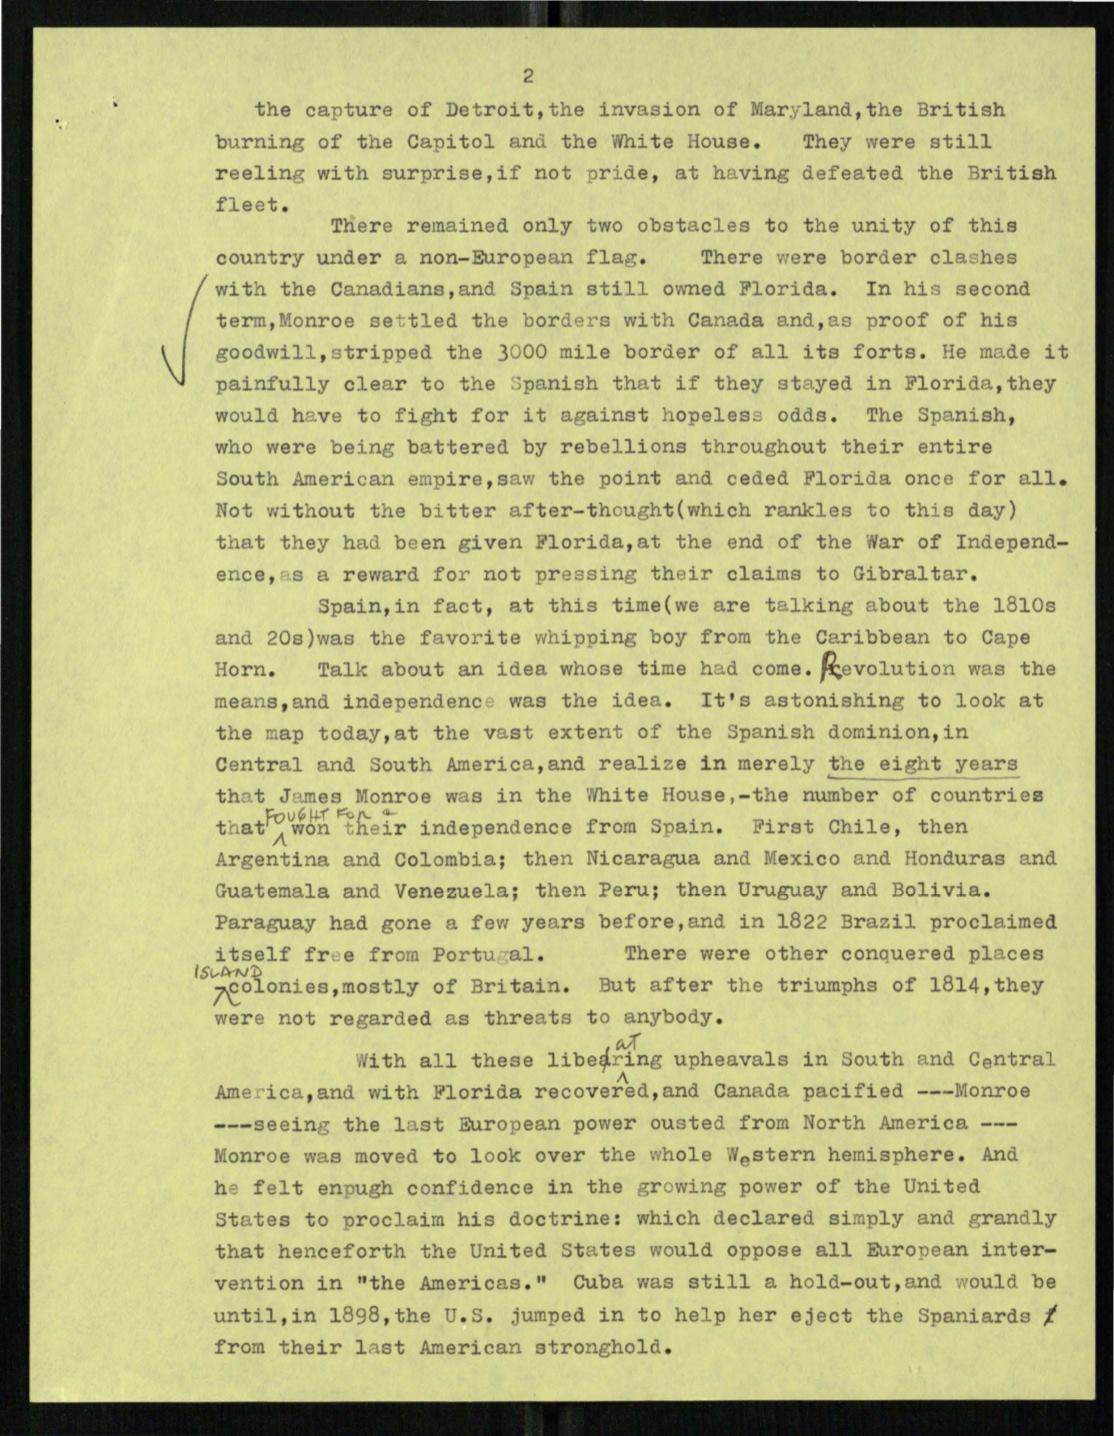 2
the capture of Detroit,the invasion of Maryland,the British
burning of the Capitol and the White House. They were still
reeling with surprise,if not pride, at having defeated the British
fleet.
There remained only two obstacles to the unity of this
country under a non-European flag. There were border clashes
with the Canadians,and Spain still owned Florida. In his second
term,Monroe settled the borders with Canada and,as proof of his
goodwill,stripped the 3000 mile border of all its forts. He made it
painfully clear to the Spanish that if they stayed in Florida,they
would have to fight for it against hopeless odds. The Spanish,
who were being battered by rebellions throughout their entire
South American empire,saw the point and ceded Florida once for all.
Not without the bitter after-thought(which rankles to this day)
that they had been given Florida,at the end of the War of Independ-
ence,as a reward for not pressing their claims to Gibraltar.
Spain,in fact, at this time(we are talking about the 1810s
and 20s)was the favorite whipping boy from the Caribbean to Cape
Horn. Talk about an idea whose time had come. Revolution was the
means,and independence was the idea. It's astonishing to look at
the map today,at the vast extent of the Spanish dominion,in
Central and South America,and realize in merely the eight years
that James Monroe was in the White House,-the number of countries
FOUGHT FOR &
that won their independence from Spain. First Chile, then
Argentina and Colombia; then Nicaragua and Mexico and Honduras and
Guatemala and Venezuela; then Peru; then Uruguay and Bolivia.
Paraguay had gone a few years before,and in 1822 Brazil proclaimed
itself free from Portugal. There were other conquered places
ISLAND
colonies,mostly of Britain. But after the triumphs of 1814,they
were not regarded as threats to anybody.
at
With all these libearing upheavals in South and Central
America,and with Florida recovered,and Canada pacified ---Monroe
---seeing the last European power ousted from North America ---
Monroe was moved to look over the whole Western hemisphere. And
he felt enpugh confidence in the growing power of the United
States to proclaim his doctrine: which declared simply and grandly
that henceforth the United States would oppose all European inter-
vention in "the Americas." Cuba was still a hold-out,and would be
until,in 1898,the U.S. jumped in to help her eject the Spaniards
from their last American stronghold.